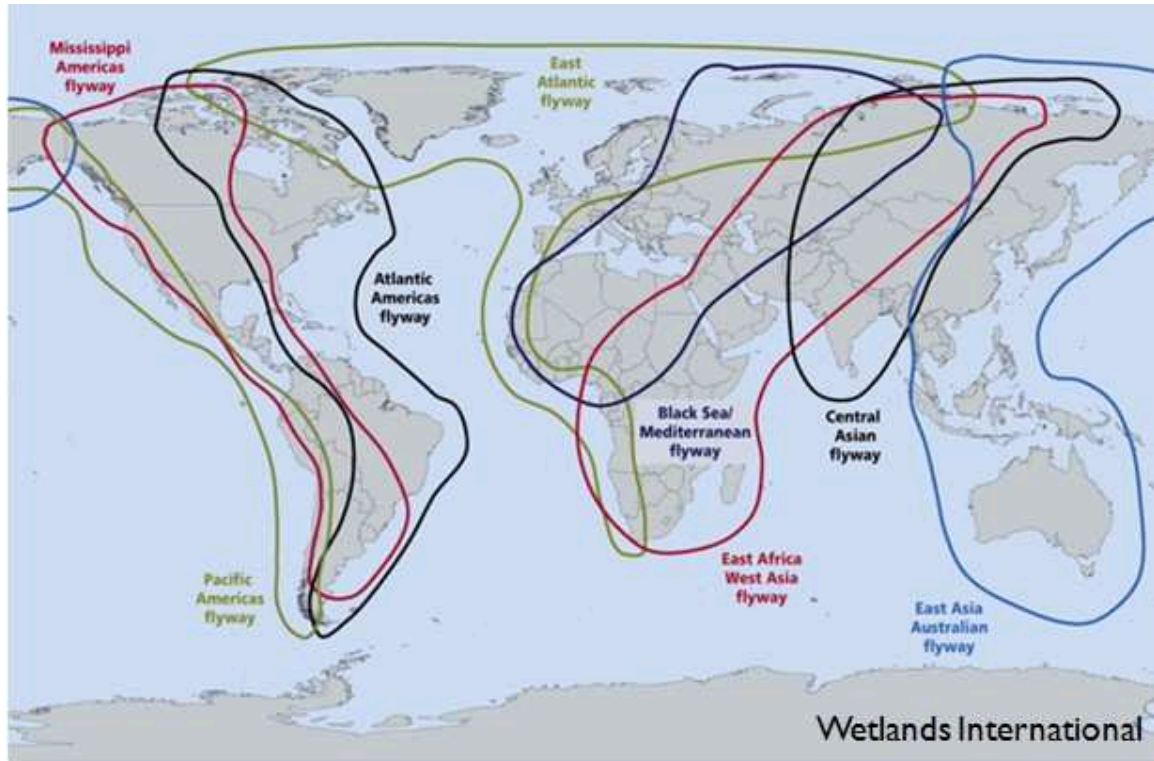 Mississippi
Americas
flyway
East
Atlantic
flyway
Atlantic
Americas
flyway
Black Sea/
Mediterranean
flyway
Central
Asian
flyway
Pacific
Americas
flyway
East Africa
West Asia
flyway
East Asia
Australian
flyway
Wetlands International